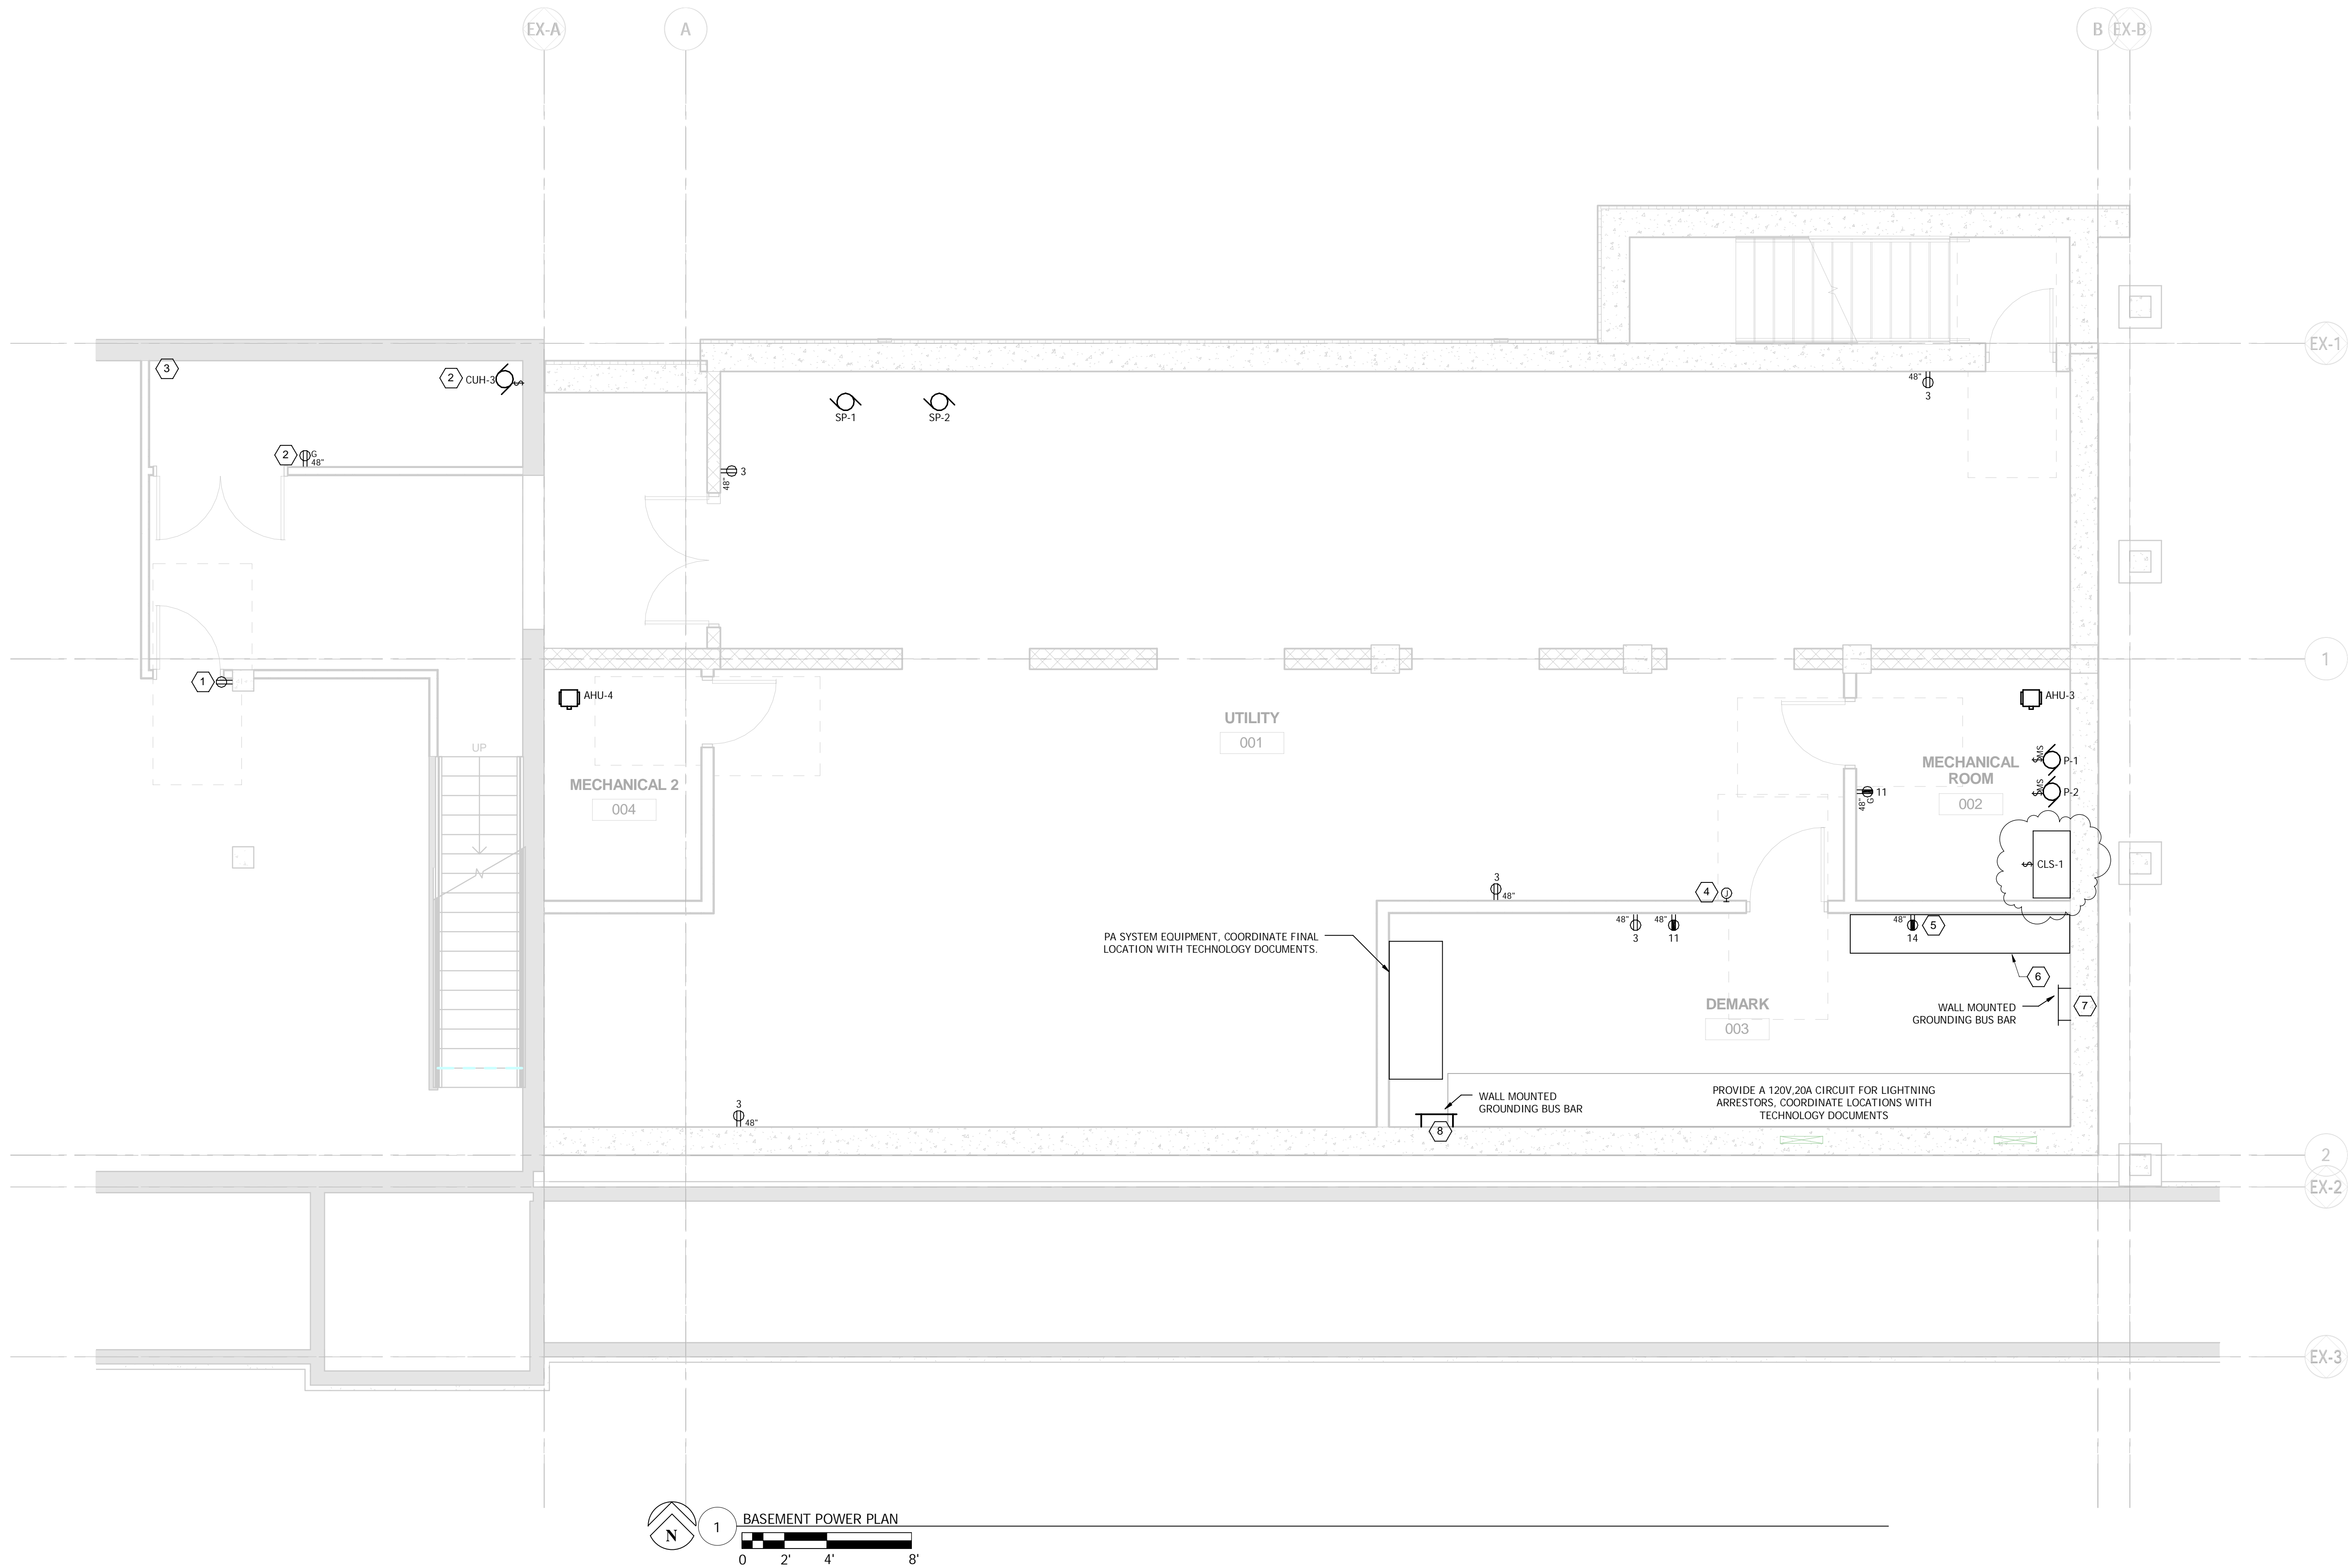 EX-A
A
B
EX-B
EX-1
3
2
CUH-3
48"
3
SP-1
SP-2
2
G
48"
3
48"
1
1
AHU-4
AHU-3
UTILITY
001
UP
MS
P-1
MECHANICAL
ROOM
002
MECHANICAL 2
004
MS
P-2
11
48"
G
CLS-1
3
48"
4
J
48"
3
48"
11
48"
14
5
PA SYSTEM EQUIPMENT, COORDINATE FINAL
LOCATION WITH TECHNOLOGY DOCUMENTS.
6
DEMARK
003
WALL MOUNTED
GROUNDING BUS BAR
7
3
48"
WALL MOUNTED
GROUNDING BUS BAR
8
PROVIDE A 120V,20A CIRCUIT FOR LIGHTNING
ARRESTORS, COORDINATE LOCATIONS WITH
TECHNOLOGY DOCUMENTS
2
EX-2
EX-3
N
1
BASEMENT POWER PLAN
0 2' 4' 8'